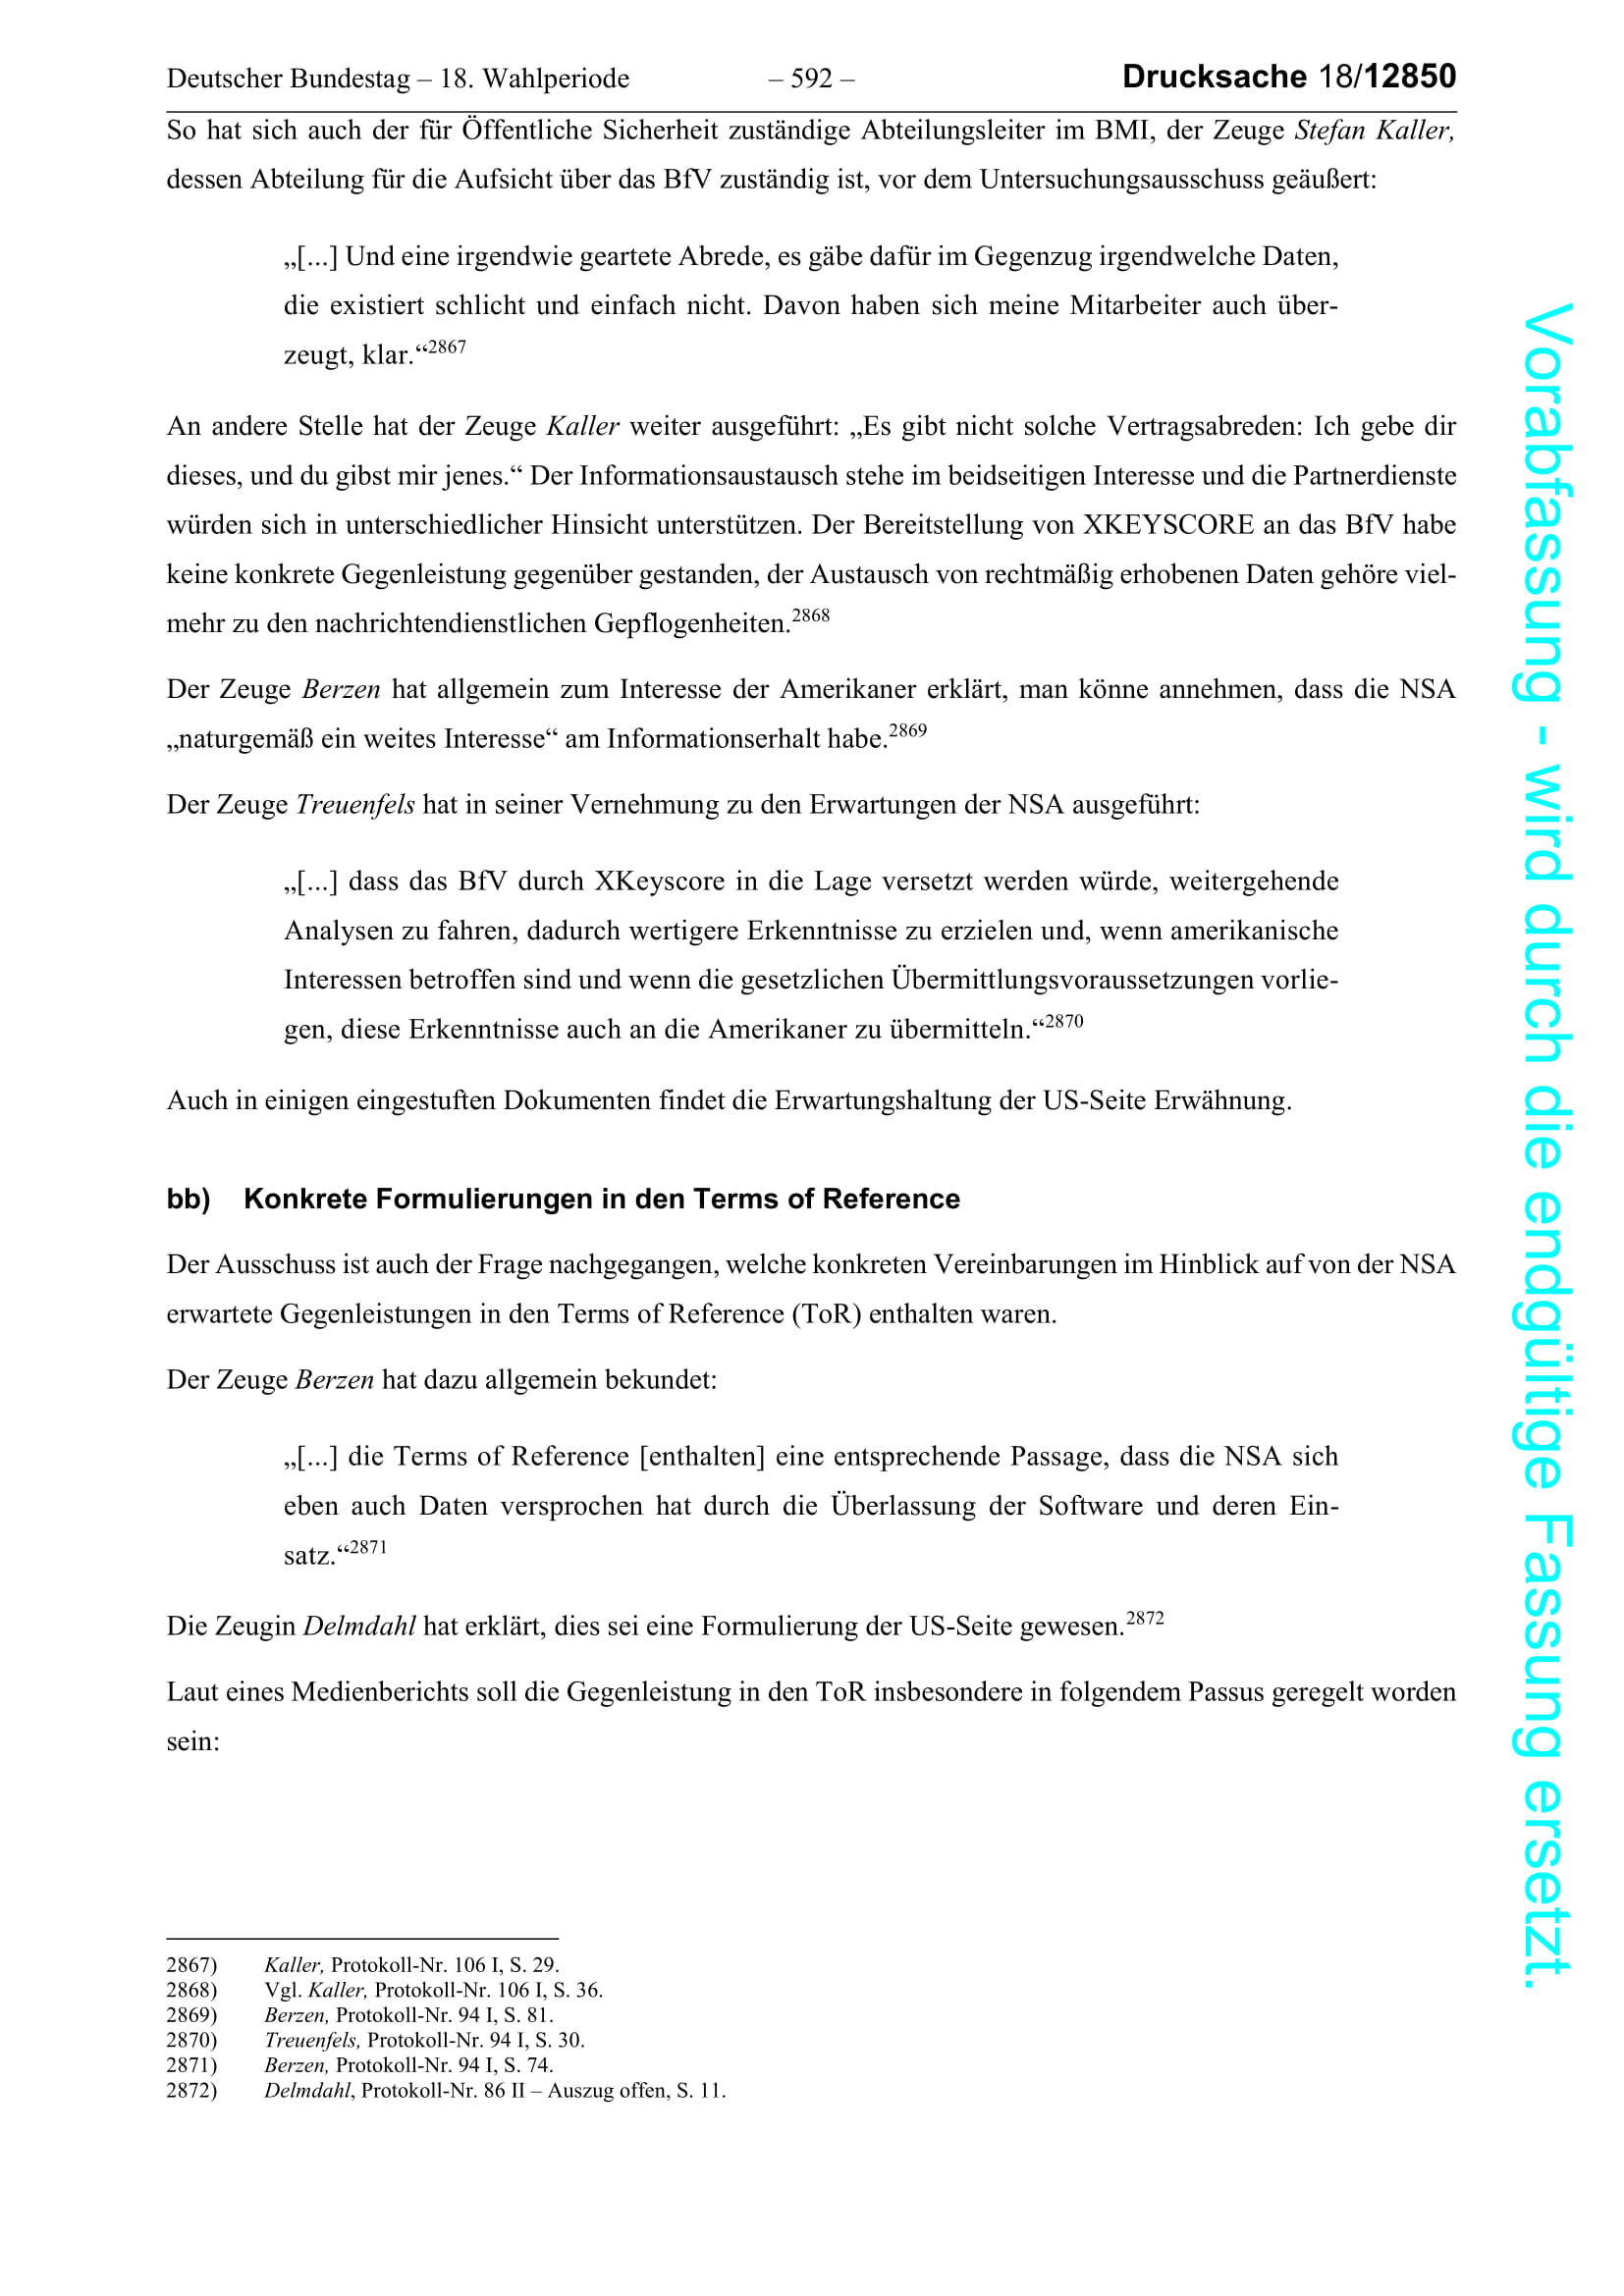 Deutscher Bundestag – 18. Wahlperiode – 592 – Drucksache 18/12850
So hat sich auch der für Öffentliche Sicherheit zuständige Abteilungsleiter im BMI, der Zeuge Stefan Kaller,
dessen Abteilung für die Aufsicht über das BfV zuständig ist, vor dem Untersuchungsausschuss geäußert:
„[...] Und eine irgendwie geartete Abrede, es gäbe dafür im Gegenzug irgendwelche Daten,
die existiert schlicht und einfach nicht. Davon haben sich meine Mitarbeiter auch über-
zeugt, klar.“2867
An andere Stelle hat der Zeuge Kaller weiter ausgeführt: „Es gibt nicht solche Vertragsabreden: Ich gebe dir
dieses, und du gibst mir jenes.“ Der Informationsaustausch stehe im beidseitigen Interesse und die Partnerdienste
würden sich in unterschiedlicher Hinsicht unterstützen. Der Bereitstellung von XKEYSCORE an das BfV habe
keine konkrete Gegenleistung gegenüber gestanden, der Austausch von rechtmäßig erhobenen Daten gehöre viel-
mehr zu den nachrichtendienstlichen Gepflogenheiten.2868
Der Zeuge Berzen hat allgemein zum Interesse der Amerikaner erklärt, man könne annehmen, dass die NSA
„naturgemäß ein weites Interesse“ am Informationserhalt habe.2869
Der Zeuge Treuenfels hat in seiner Vernehmung zu den Erwartungen der NSA ausgeführt:
„[...] dass das BfV durch XKeyscore in die Lage versetzt werden würde, weitergehende
Analysen zu fahren, dadurch wertigere Erkenntnisse zu erzielen und, wenn amerikanische
Interessen betroffen sind und wenn die gesetzlichen Übermittlungsvoraussetzungen vorlie-
gen, diese Erkenntnisse auch an die Amerikaner zu übermitteln.“2870
Auch in einigen eingestuften Dokumenten findet die Erwartungshaltung der US-Seite Erwähnung.
bb) Konkrete Formulierungen in den Terms of Reference
Der Ausschuss ist auch der Frage nachgegangen, welche konkreten Vereinbarungen im Hinblick auf von der NSA
erwartete Gegenleistungen in den Terms of Reference (ToR) enthalten waren.
Der Zeuge Berzen hat dazu allgemein bekundet:
„[...] die Terms of Reference [enthalten] eine entsprechende Passage, dass die NSA sich
eben auch Daten versprochen hat durch die Überlassung der Software und deren Ein-
satz.“2871
Die Zeugin Delmdahl hat erklärt, dies sei eine Formulierung der US-Seite gewesen.2872
Laut eines Medienberichts soll die Gegenleistung in den ToR insbesondere in folgendem Passus geregelt worden
sein:
2867) Kaller, Protokoll-Nr. 106 I, S. 29.
2868) Vgl. Kaller, Protokoll-Nr. 106 I, S. 36.
2869) Berzen, Protokoll-Nr. 94 I, S. 81.
2870) Treuenfels, Protokoll-Nr. 94 I, S. 30.
2871) Berzen, Protokoll-Nr. 94 I, S. 74.
2872) Delmdahl, Protokoll-Nr. 86 II – Auszug offen, S. 11.
Vorabfassung - wird durch die endgültige Fassung ersetzt.